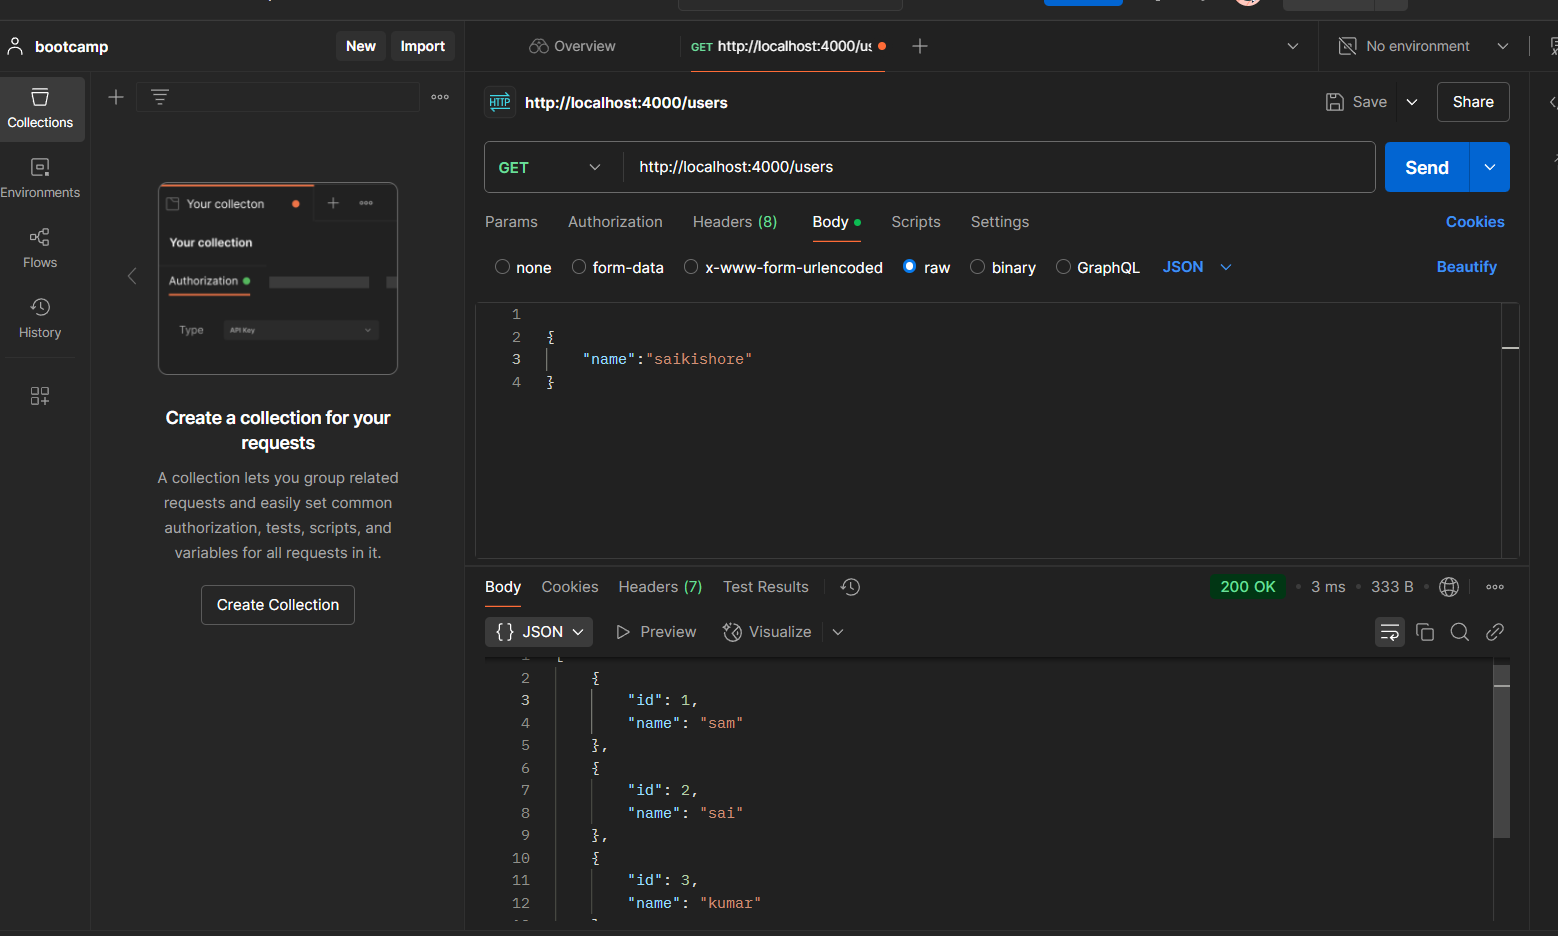 bootcamp
New
Import
Overview
GET http://localhost:4000/us
No environment
Collections
Environments
Flows
History
Your collecton
Your collection
Authorization
Type
API Key
Create a collection for your
requests
A collection lets you group related
requests and easily set common
authorization, tests, scripts, and
variables for all requests in it.
Create Collection
HTTP http://localhost:4000/users
Save
Share
GET http://localhost:4000/users
Send
Params Authorization Headers (8) Body Scripts Settings
Cookies
none form-data x-www-form-urlencoded raw binary GraphQL JSON
Beautify
1
2 {
3 "name":"saikishore"
4 }
Body Cookies Headers (7) Test Results
200 OK • 3 ms • 333 B
{} JSON Preview Visualize
2 {
3 "id": 1,
4 "name": "sam"
5 },
6 {
7 "id": 2,
8 "name": "sai"
9 },
10 {
11 "id": 3,
12 "name": "kumar"